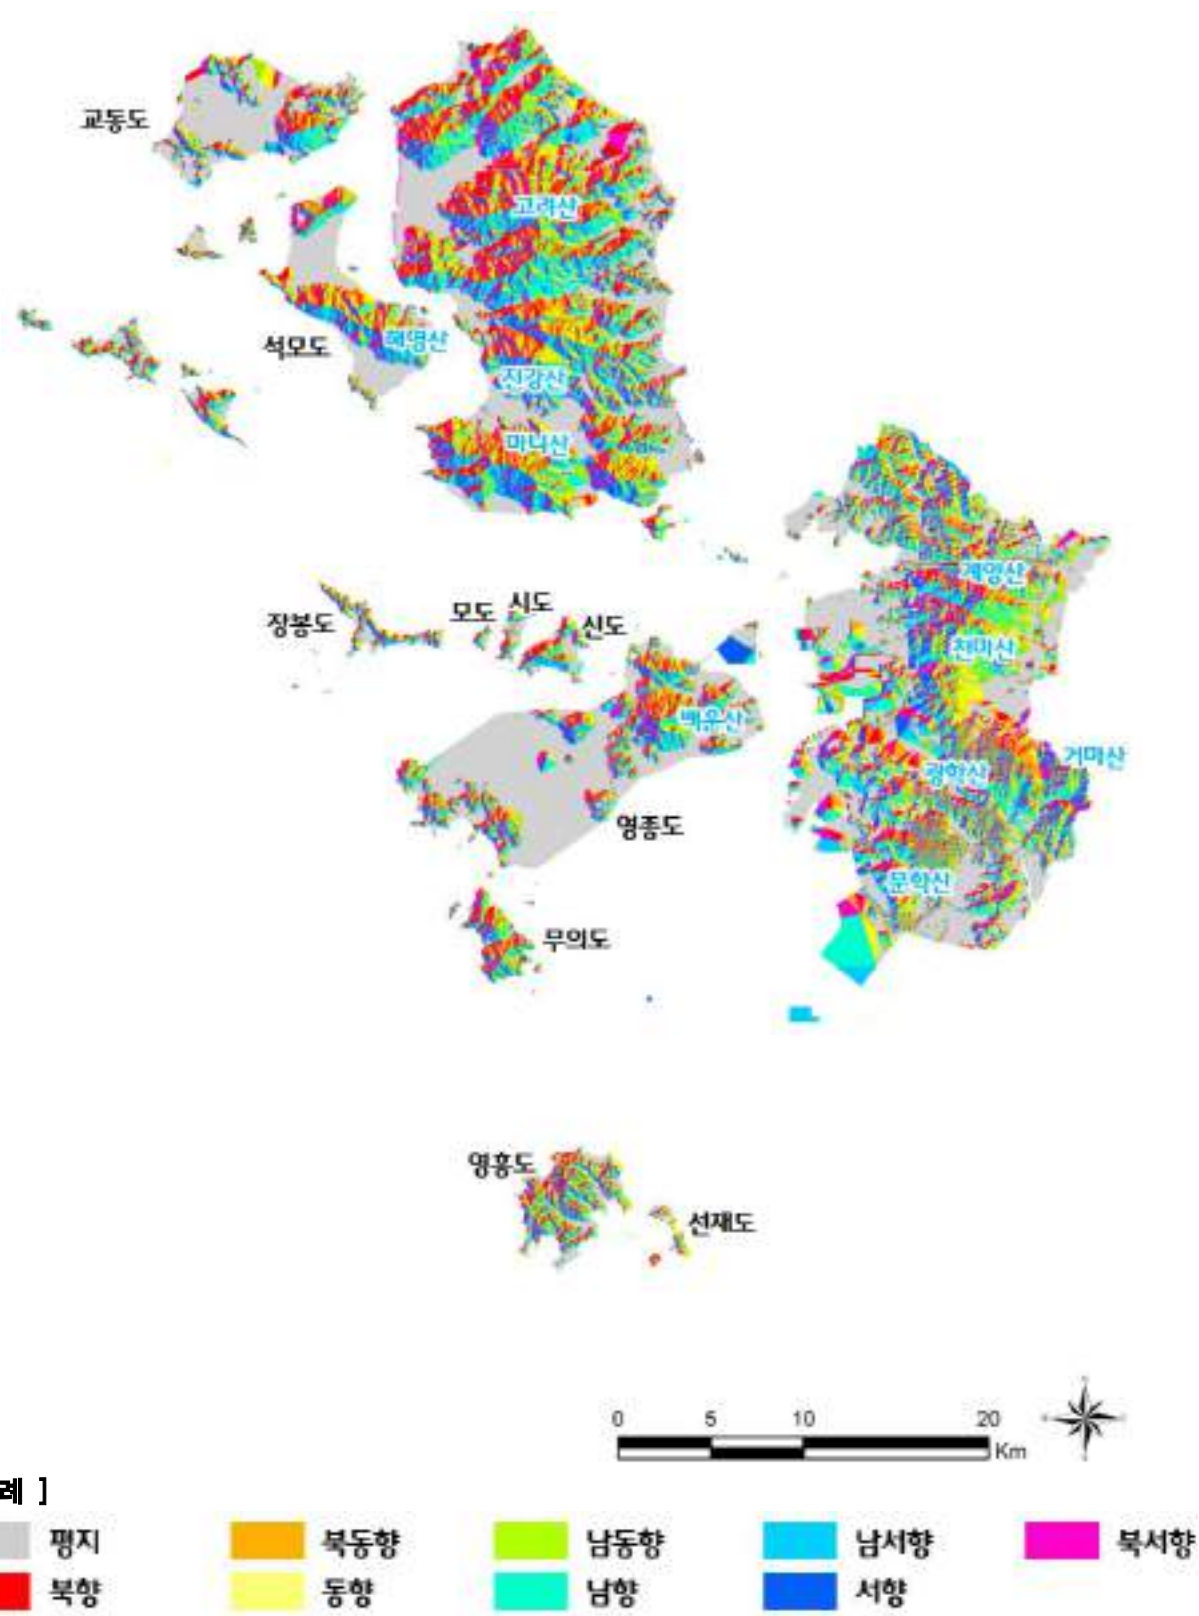 교동도
고려산
석모도
해명산
진강산
마니산
계양산
장봉도
모도
시도
신도
천마산
백운산
거마산
광학산
영종도
문학산
무의도
영흥도
선재도
0 5 10 20
Km
례 ]
평지 북동향 남동향 남서향 북서향
북향 동향 남향 서향